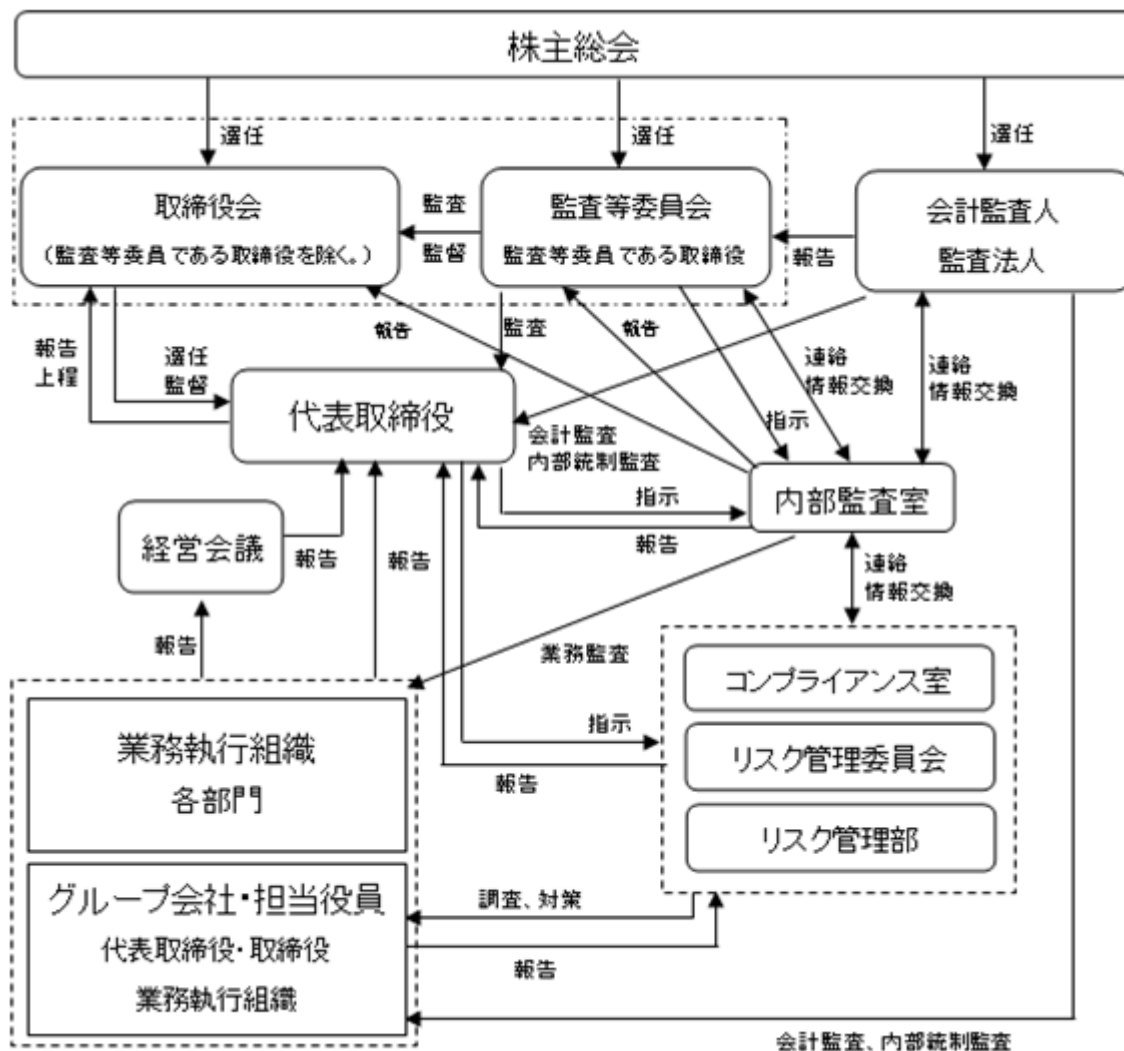 株主総会
選任
選任
選任
取締役会
(監査等委員である取締役を除く。)
監査
監督
監査等委員会
監査等委員である取締役
報告
会計監査人
監査法人
報告
上程
選任
監督
報告
監査
報告
連絡
情報交換
連絡
情報交換
指示
代表取締役
会計監査
内部統制監査
指示
報告
内部監査室
経営会議
報告
報告
連絡
情報交換
報告
業務監査
コンプライアンス室
リスク管理委員会
リスク管理部
指示
報告
業務執行組織
各部門
グループ会社・担当役員
代表取締役・取締役
業務執行組織
調査、対策
報告
会計監査、内部統制監査